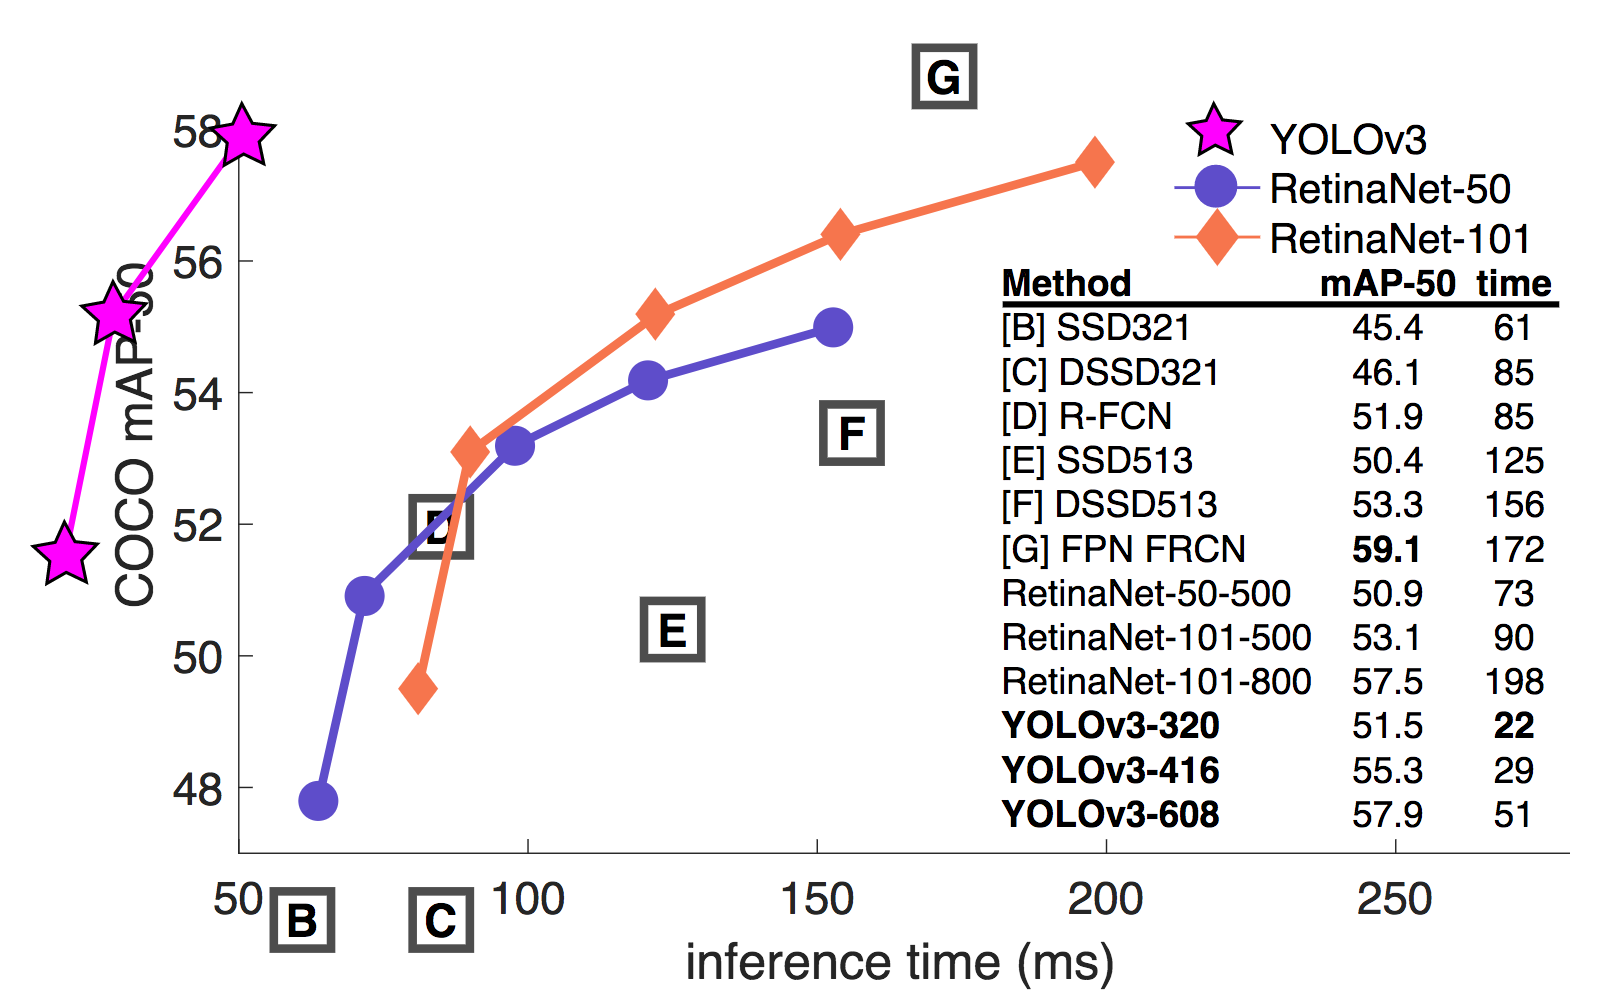 G
58
YOLOv3
RetinaNet-50
RetinaNet-101
56
COCO mAP-50
54
52
50
48
F
D
E
Method mAP-50 time
[B] SSD321 45.4 61
[C] DSSD321 46.1 85
[D] R-FCN 51.9 85
[E] SSD513 50.4 125
[F] DSSD513 53.3 156
[G] FPN FRCN 59.1 172
RetinaNet-50-500 50.9 73
RetinaNet-101-500 53.1 90
RetinaNet-101-800 57.5 198
YOLOv3-320 51.5 22
YOLOv3-416 55.3 29
YOLOv3-608 57.9 51
50 100 150 200 250
B C
inference time (ms)